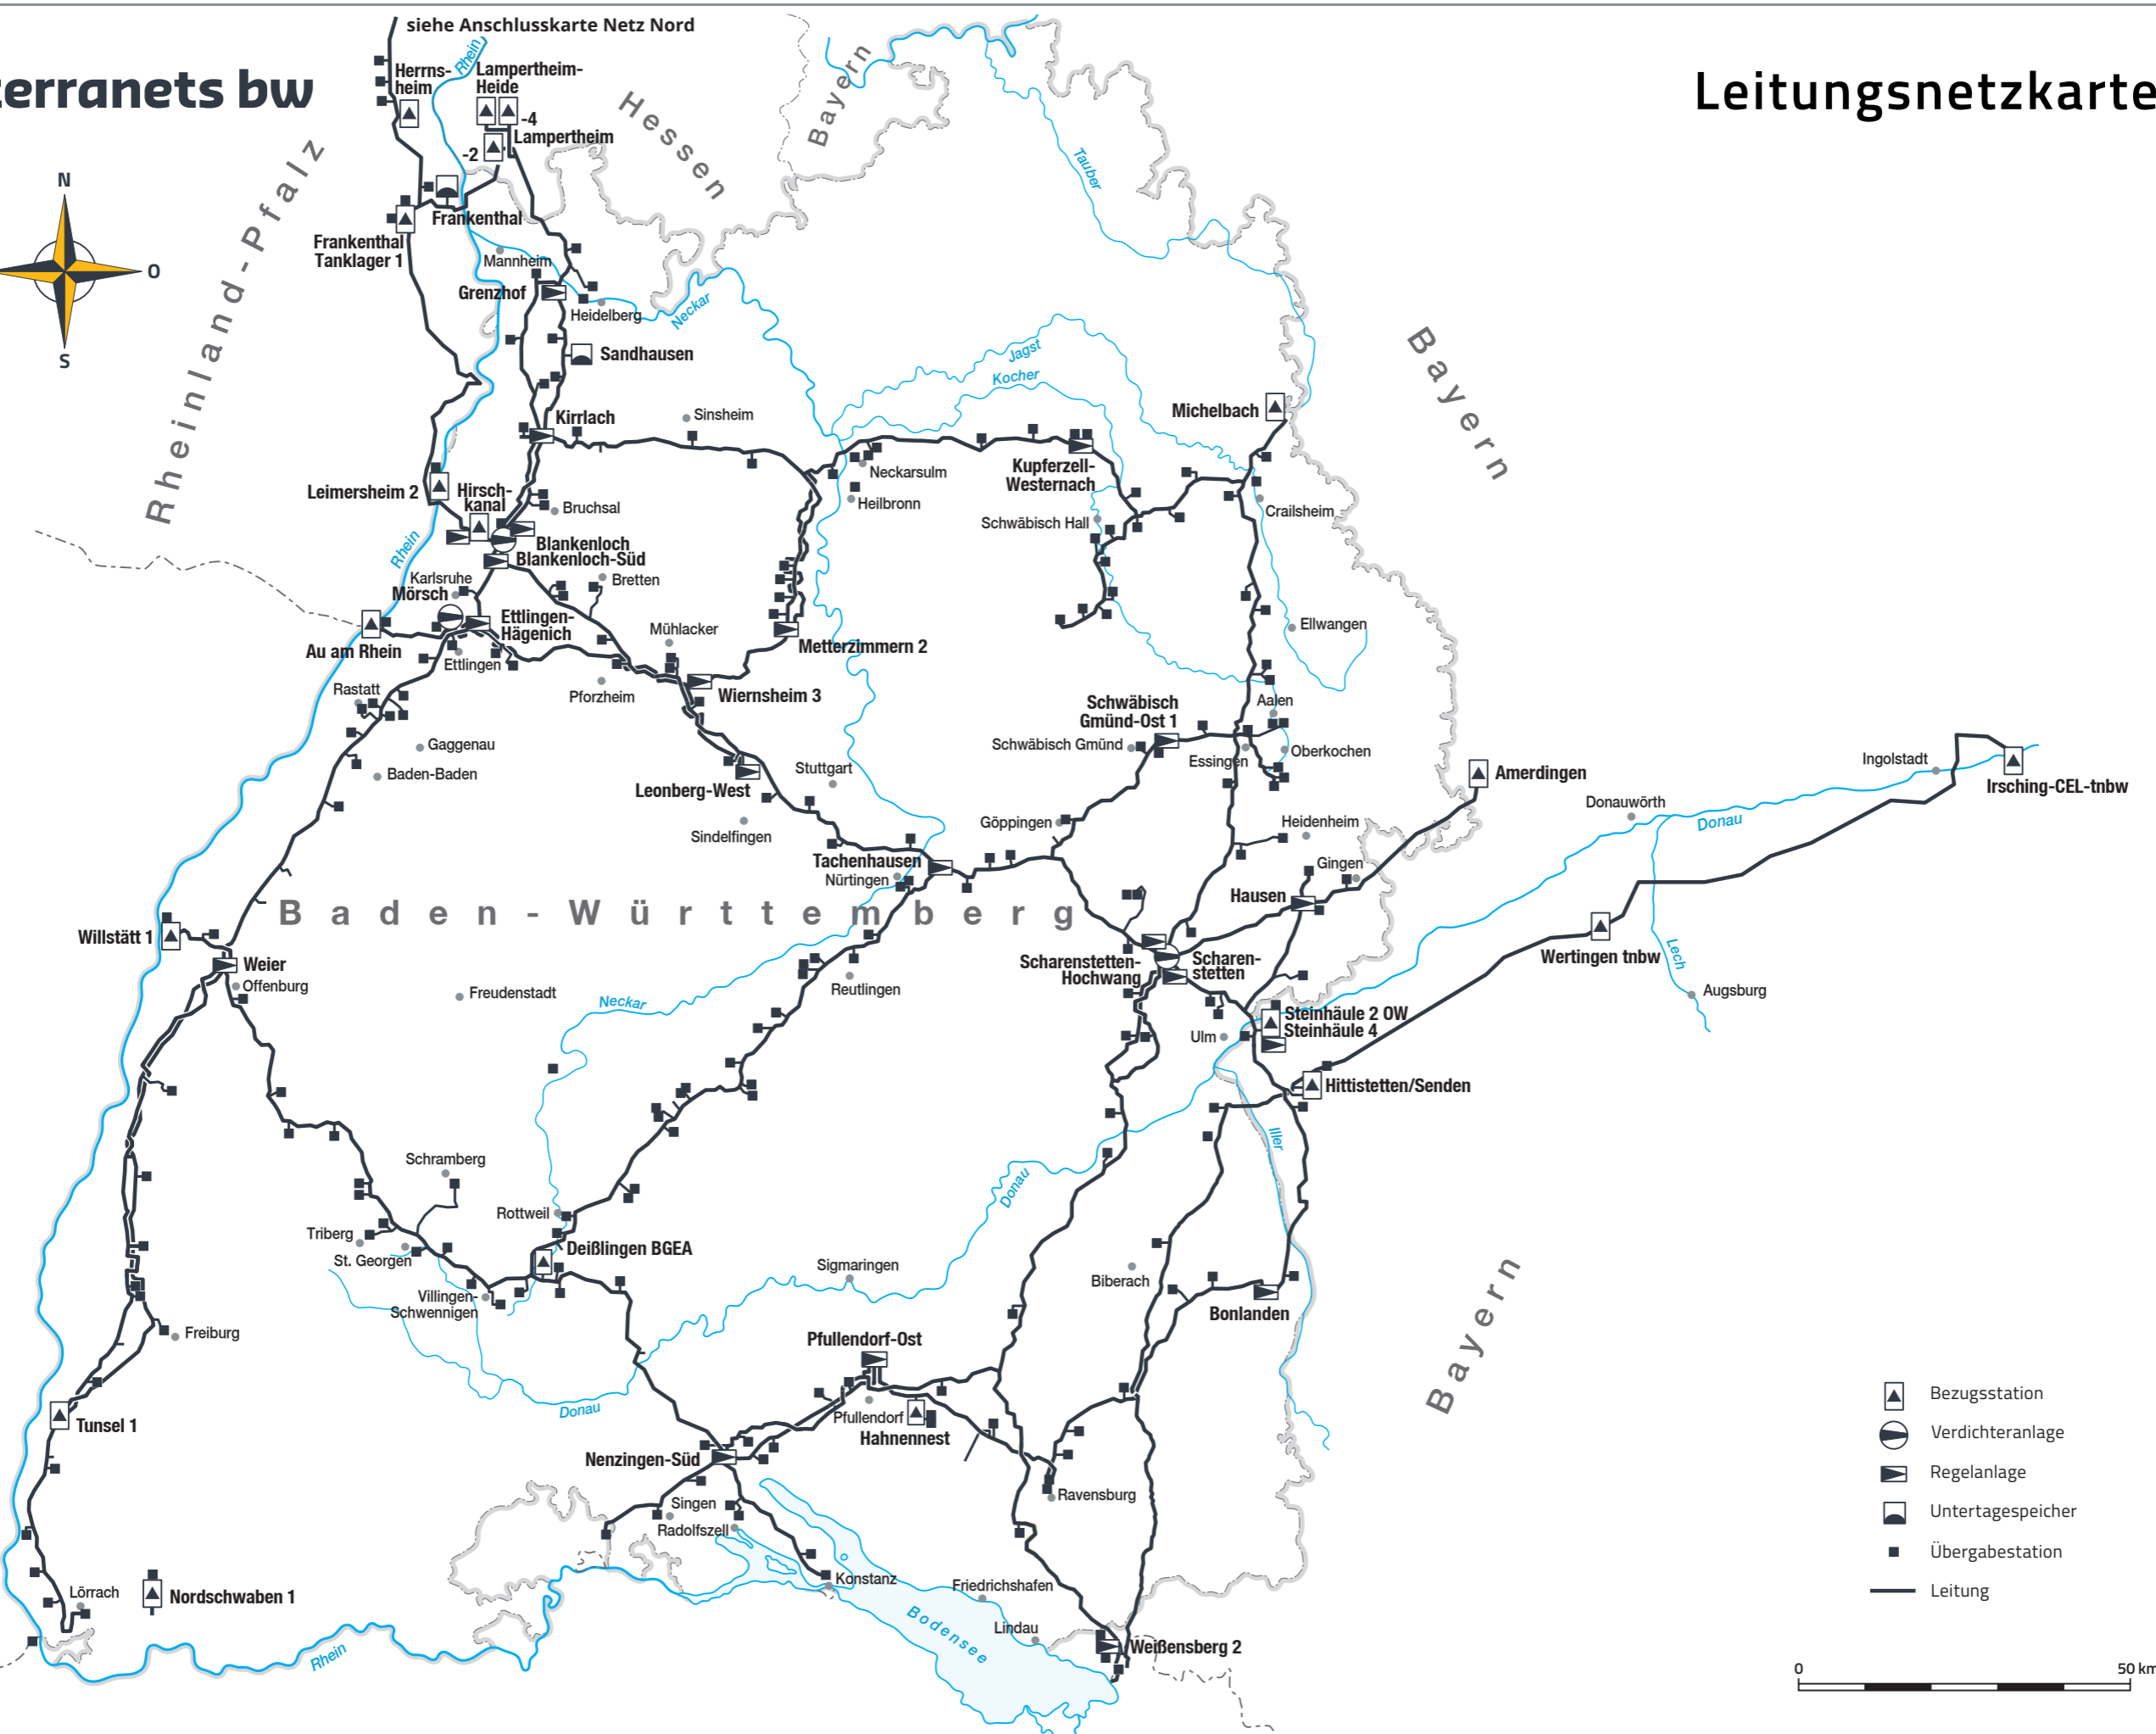 siehe Anschlusskarte Netz Nord
terranets bw
Leitungsnetzkarte
Herrns-
heim
Rhein
Lampertheim-
Heide
-4
Lampertheim
-2
Hessen
Bayern
Tauber
Rheinland-Pfalz
N
O
S
Frankenthal
Frankenthal
Tanklager 1
Mannheim
Grenzhof
Heidelberg
Neckar
Sandhausen
Jagst
Kocher
Bayern
Kirrlach
Sinsheim
Michelbach
Neckarsulm
Kupferzell-
Westernach
Leimersheim 2
Hirsch-
kanal
Bruchsal
Heilbronn
Schwäbisch Hall
Crailsheim
Rhein
Blankenloch
Blankenloch-Süd
Karlsruhe
Bretten
Mörsch
Ettlingen-
Hägenich
Mühlacker
Ellwangen
Au am Rhein
Ettlingen
Metterzimmern 2
Rastatt
Pforzheim
Wiernsheim 3
Schwäbisch
Gmünd-Ost 1
Aalen
Gaggenau
Schwäbisch Gmünd
Essingen
Oberkochen
Baden-Baden
Stuttgart
Leonberg-West
Amerdingen
Ingolstadt
Irsching-CEL-tnbw
Sindelfingen
Göppingen
Heidenheim
Donauwörth
Donau
Tachenhausen
Nürtingen
Gingen
Hausen
Baden-Württemberg
Willstätt 1
Weier
Offenburg
Freudenstadt
Neckar
Reutlingen
Scharenstetten-
Hochwang
Scharen-
stetten
Wertingen tnbw
Lech
Augsburg
Steinhäule 2 OW
Steinhäule 4
Ulm
Hittistetten/Senden
Iller
Schramberg
Donau
Rottweil
Triberg
St. Georgen
Deißlingen BGEA
Sigmaringen
Biberach
Villingen-
Schwennigen
Bonlanden
Bayern
Freiburg
Pfullendorf-Ost
Donau
Pfullendorf
Hahnennest
Tunsel 1
Nenzingen-Süd
Ravensburg
Singen
Radolfzell
Konstanz
Friedrichshafen
Lörrach
Nordschwaben 1
Bodensee
Lindau
Weißensberg 2
Rhein
Bezugsstation
Verdichteranlage
Regelanlage
Untertagespeicher
Übergabestation
Leitung
0
50 km